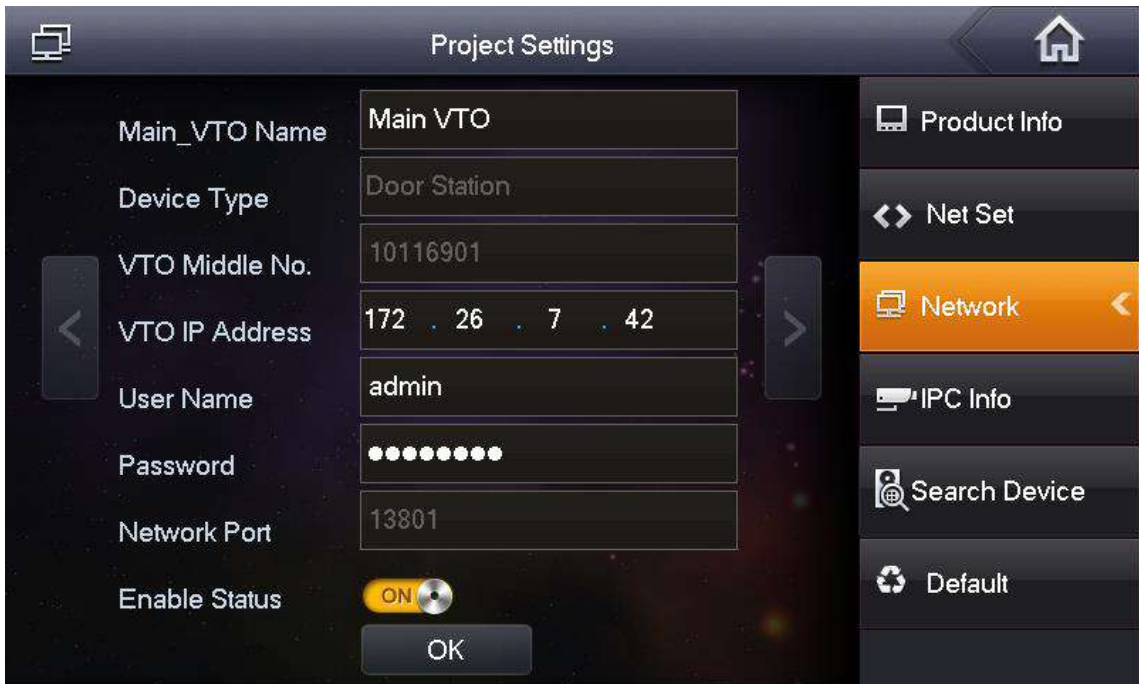 Project Settings
Main_VTO Name
Main VTO
Device Type
Door Station
VTO Middle No.
10116901
VTO IP Address
172 . 26 . 7 . 42
User Name
admin
Password
●●●●●●●●
Network Port
13801
Enable Status
ON
OK
Product Info
Net Set
Network
IPC Info
Search Device
Default